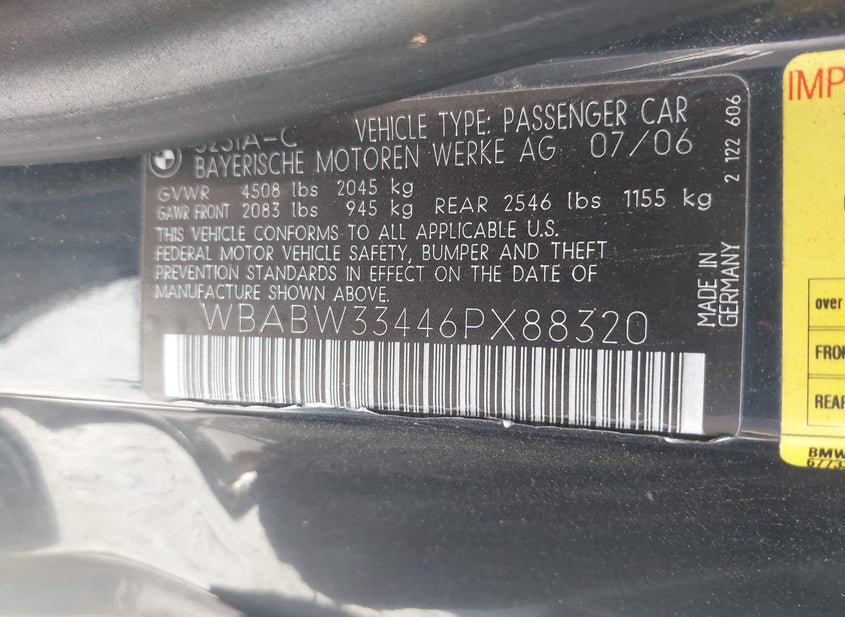 VEHICLE TYPE: PASSENGER CAR
BAYERISCHE MOTOREN WERKE AG 07/06
GVWR 4508 lbs 2045 kg
GAWR FRONT 2083 lbs 945 kg REAR 2546 lbs 1155 kg
THIS VEHICLE CONFORMS TO ALL APPLICABLE U.S.
FEDERAL MOTOR VEHICLE SAFETY, BUMPER AND THEFT
PREVENTION STANDARDS IN EFFECT ON THE DATE OF
MANUFACTURE SHOWN ABOVE.
WBABW33446PX88320
MADE IN
GERMANY
2 122 606
IMP
over
FRON
REAR
BMW